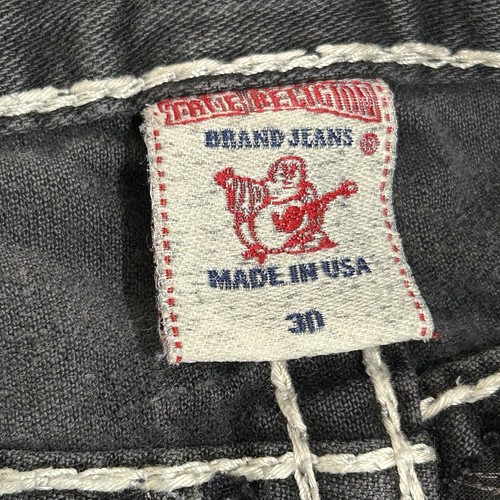 TRUE RELIGION
BRAND JEANS ®
MADE IN USA
30